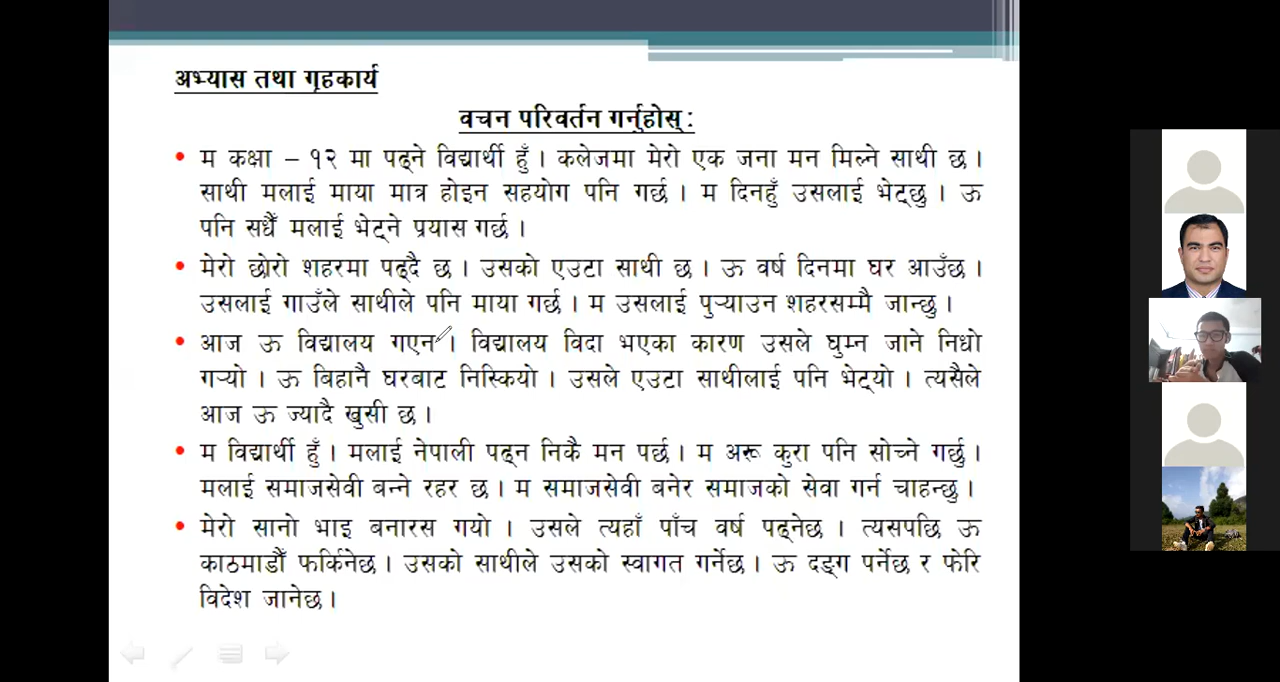 अभ्यास तथा गृहकार्य
वचन परिवर्तन गर्नुहोस् :
• म कक्षा – १२ मा पढ्ने विद्यार्थी हुँ । कलेजमा मेरो एक जना मन मिल्ने साथी छ ।
साथी मलाई माया मात्र होइन सहयोग पनि गर्छ । म दिनहुँ उसलाई भेट्छु । ऊ
पनि सधैँ मलाई भेट्ने प्रयास गर्छ ।
• मेरो छोरो शहरमा पढ्दै छ । उसको एउटा साथी छ । ऊ वर्ष दिनमा घर आउँछ ।
उसलाई गाउँले साथीले पनि माया गर्छ । म उसलाई पुऱ्याउन शहरसम्मै जान्छु ।
• आज ऊ विद्यालय गएन । विद्यालय विदा भएका कारण उसले घुम्न जाने निधो
गऱ्यो । ऊ बिहानै घरबाट निस्कियो । उसले एउटा साथीलाई पनि भेट्यो । त्यसैले
आज ऊ ज्यादै खुसी छ ।
• म विद्यार्थी हुँ । मलाई नेपाली पढ्न निकै मन पर्छ । म अरू कुरा पनि सोच्ने गर्छु ।
मलाई समाजसेवी बन्ने रहर छ । म समाजसेवी बनेर समाजको सेवा गर्न चाहन्छु ।
• मेरो सानो भाइ बनारस गयो । उसले त्यहाँ पाँच वर्ष पढ्नेछ । त्यसपछि ऊ
काठमाडौँ फर्किनेछ । उसको साथीले उसको स्वागत गर्नेछ । ऊ दङ्ग पर्नेछ र फेरि
विदेश जानेछ ।